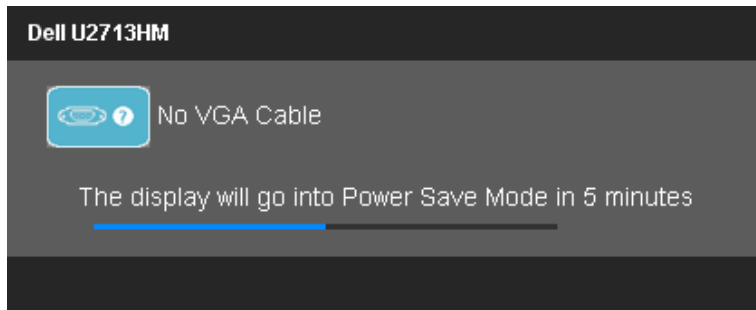 Dell U2713HM
No VGA Cable
The display will go into Power Save Mode in 5 minutes